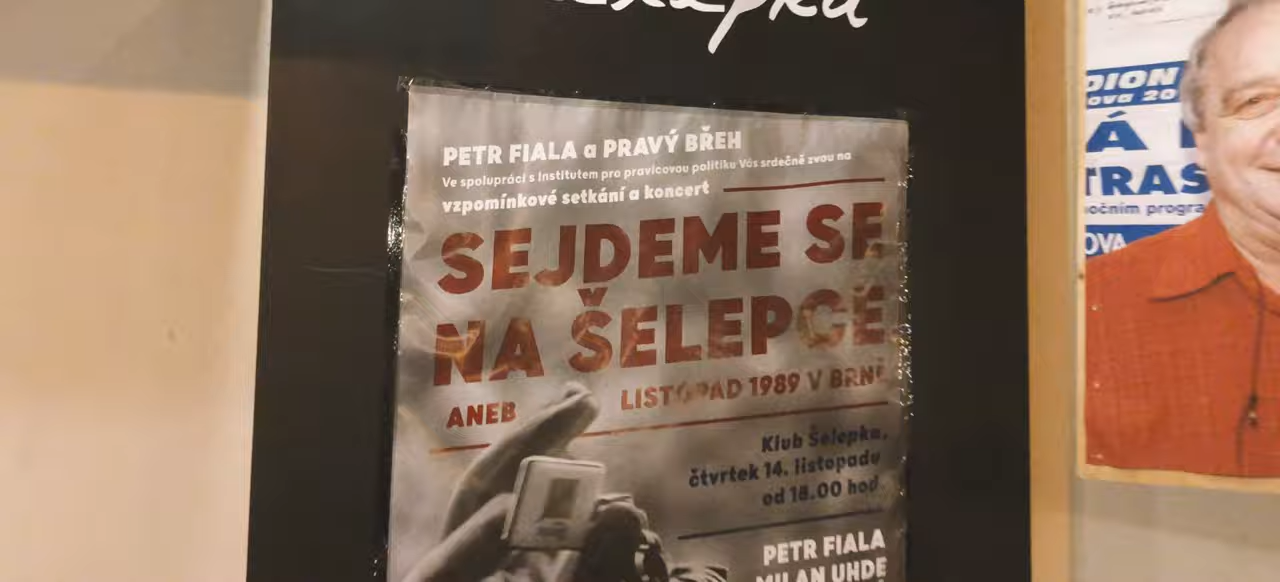 PETR FIALA a PRAVÝ BŘEH
Ve spolupráci s Institutem pro pravicovou politiku Vás srdečně zvou na
vzpomínkové setkání a koncert
SEJDEME SE
NA ŠELEPCE
ANEB LISTOPAD 1989 V BRNĚ
Klub Šelepka,
čtvrtek 14. listopadu
od 18.00 hod.
PETR FIALA
MILAN UHDE